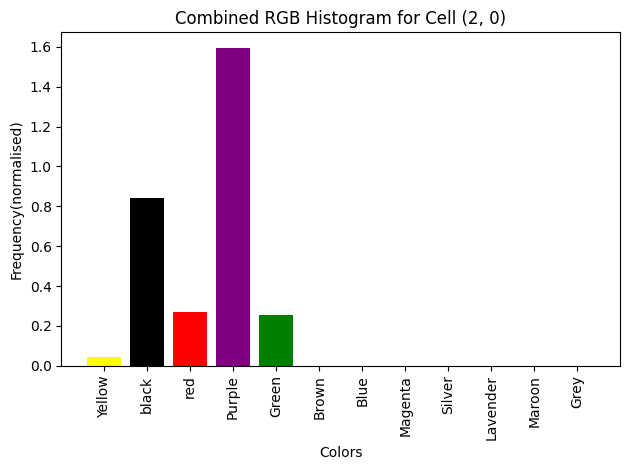 Combined RGB Histogram for Cell (2, 0)
Frequency(normalised)
1.6
1.4
1.2
1.0
0.8
0.6
0.4
0.2
0.0
Yellow
black
red
Purple
Green
Brown
Blue
Magenta
Silver
Lavender
Maroon
Grey
Colors